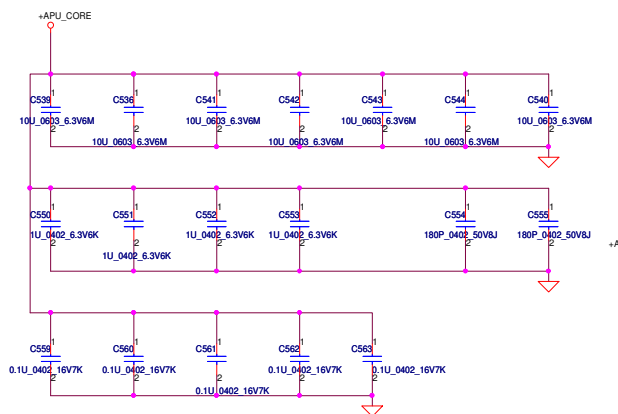 +APU_CORE
1 1 1 1 1 1 1
C539 C536 C541 C542 C543 C544 C540
10U_0603_6.3V6M 10U_0603_6.3V6M 10U_0603_6.3V6M 10U_0603_6.3V6M
2 2 2 2 2 2 2
10U_0603_6.3V6M 10U_0603_6.3V6M 10U_0603_6.3V6M
1 1 1 1 1 1
C550 C551 C552 C553 C554 C555
1U_0402_6.3V6K 1U_0402_6.3V6K 1U_0402_6.3V6K 180P_0402_50V8J 180P_0402_50V8J
2 2 2 2 2 2
+A
1U_0402_6.3V6K
1 1 1 1 1
C559 C560 C561 C562 C563
0.1U_0402_16V7K 0.1U_0402_16V7K 0.1U_0402_16V7K 0.1U_0402_16V7K
2 2 2 2 2
0.1U_0402_16V7K